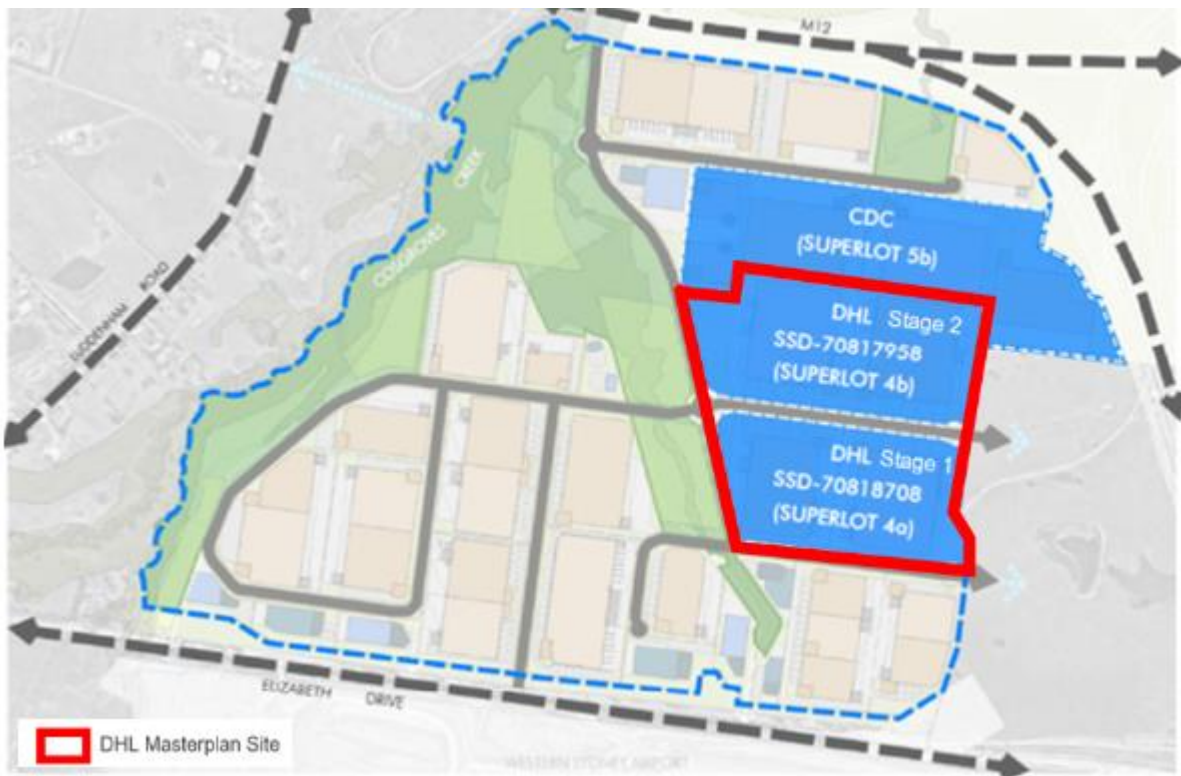 M12
COSGROVES
CREEK
LUDDENHAM
ROAD
CDC
(SUPERLOT 5b)
DHL Stage 2
SSD-70817958
(SUPERLOT 4b)
DHL Stage 1
SSD-70818708
(SUPERLOT 4a)
ELIZABETH
DRIVE
DHL Masterplan Site
WESTERN SYDNEY AIRPORT